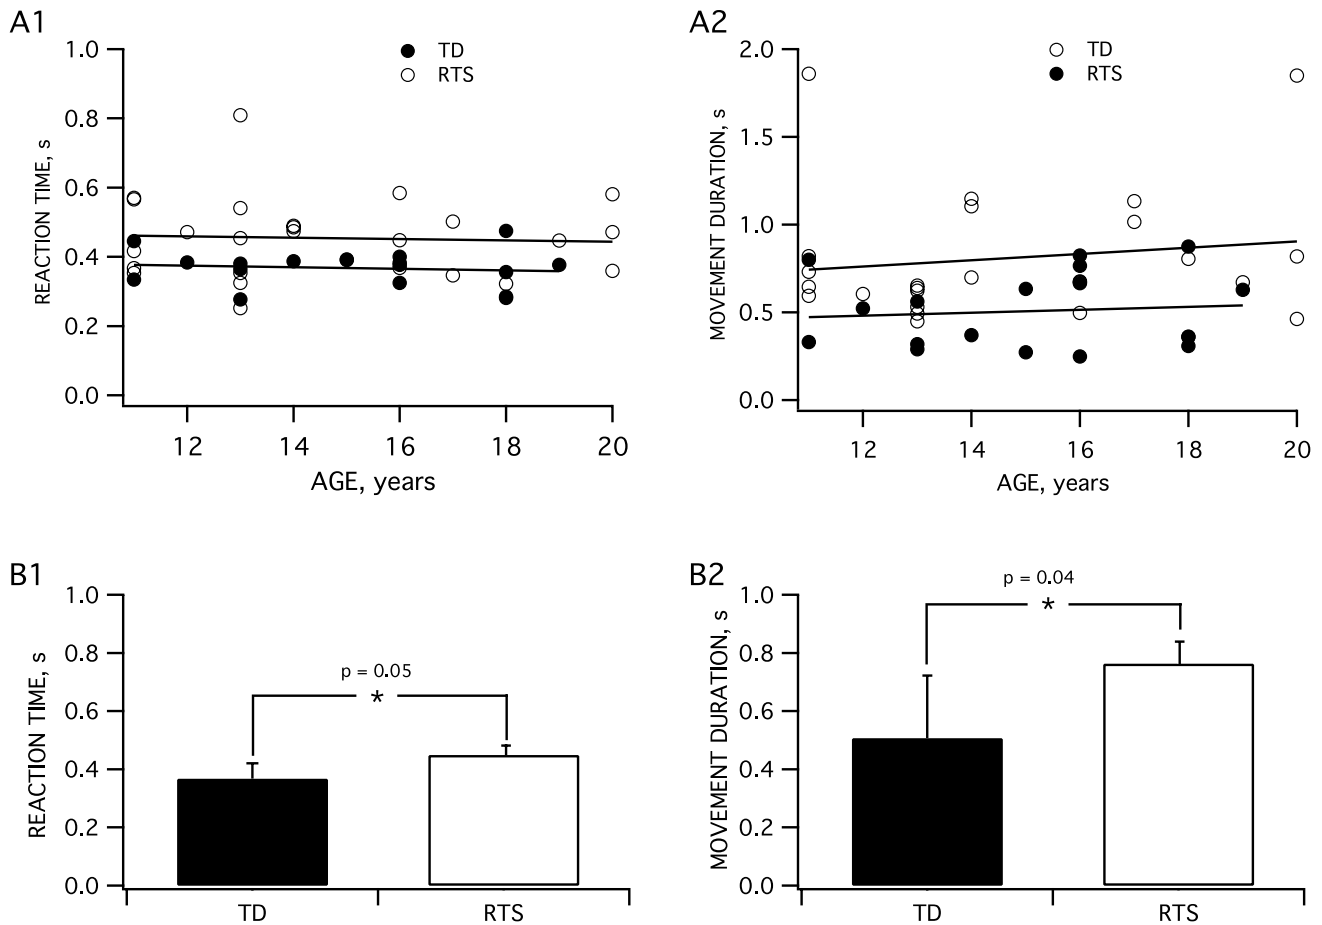 A1
1.0
0.8
0.6
0.4
0.2
0.0
REACTION TIME, s
TD
RTS
12 14 16 18 20
AGE, years
A2
2.0
1.5
1.0
0.5
0.0
MOVEMENT DURATION, s
TD
RTS
12 14 16 18 20
AGE, years
B1
1.0
0.8
0.6
0.4
0.2
0.0
REACTION TIME, s
p = 0.05
*
TD RTS
B2
1.0
0.8
0.6
0.4
0.2
0.0
MOVEMENT DURATION, s
p = 0.04
*
TD RTS